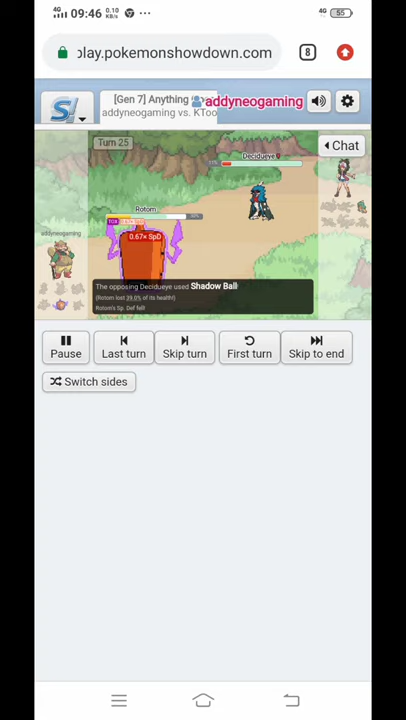 4G 09:46 0.10 KB/s ...
4G 55
play.pokemonshowdown.com 8
[Gen 7] Anything
addyneogaming
addyneogaming vs. KToo
Turn 25
Chat
Decidueye
Rotom
TOX
0.67× SpD
addyneogaming
The opposing Decidueye used Shadow Ball
(Rotom lost 39.0% of its health!)
Rotom's Sp. Def fell!
Pause
Last turn
Skip turn
First turn
Skip to end
Switch sides